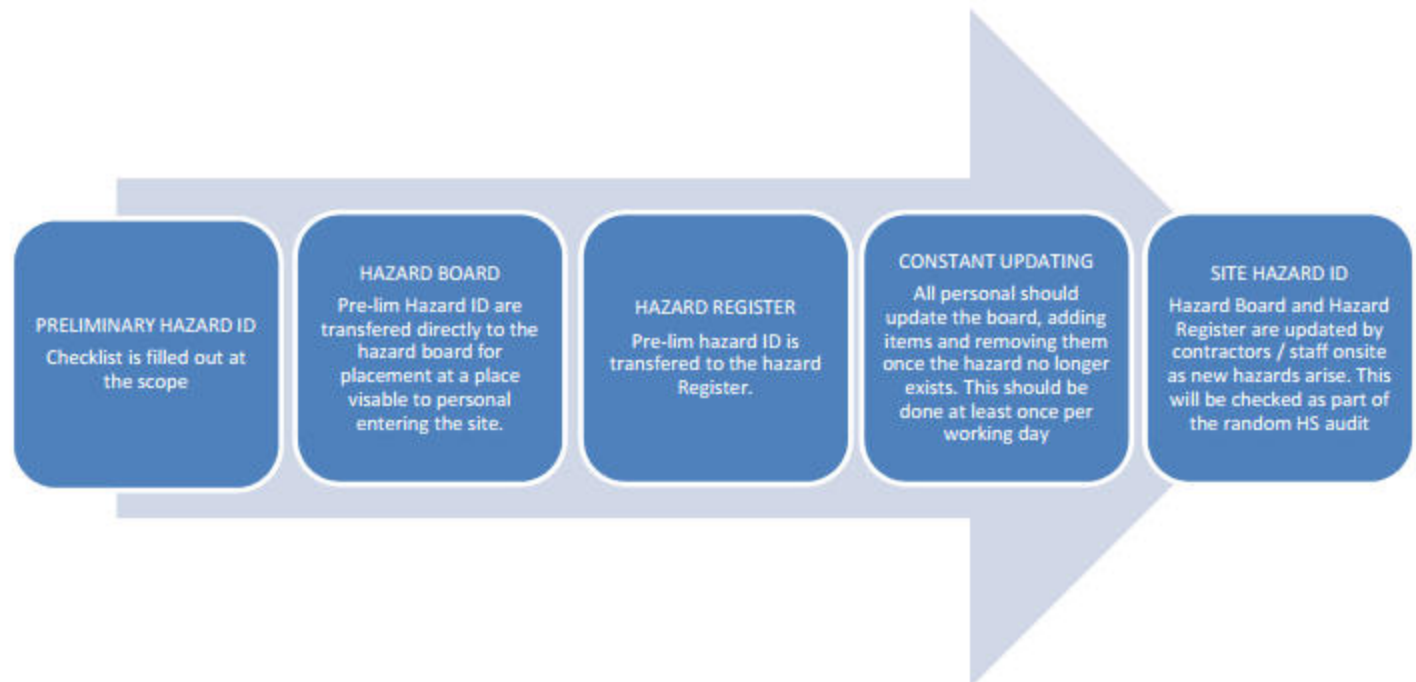 PRELIMINARY HAZARD ID
Checklist is filled out at
the scope
HAZARD BOARD
Pre-lim Hazard ID are
transfered directly to the
hazard board for
placement at a place
visable to personal
entering the site.
HAZARD REGISTER
Pre-lim hazard ID is
transfered to the hazard
Register.
CONSTANT UPDATING
All personal should
update the board, adding
items and removing them
once the hazard no longer
exists. This should be
done at least once per
working day
SITE HAZARD ID
Hazard Board and Hazard
Register are updated by
contractors / staff onsite
as new hazards arise. This
will be checked as part of
the random HS audit